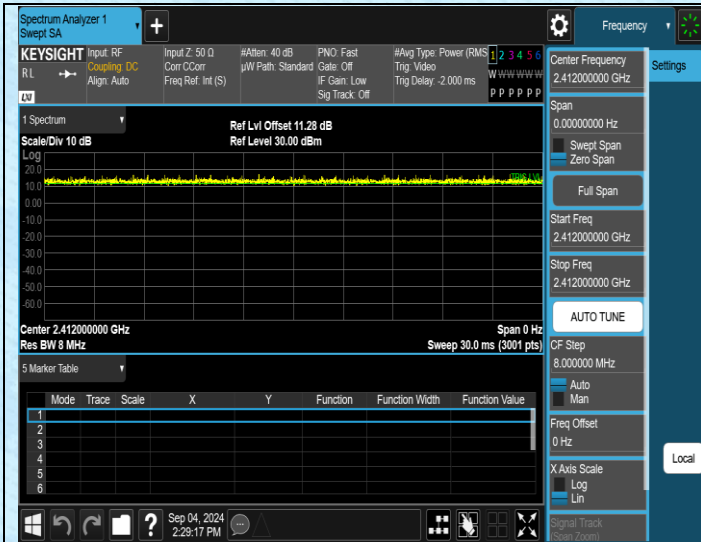 Spectrum Analyzer 1
Swept SA
Frequency
KEYSIGHT
RL
LXI
Input: RF
Coupling: DC
Align: Auto
Input Z: 50 Ω
Corr CCorr
Freq Ref: Int (S)
#Atten: 40 dB
µW Path: Standard
PNO: Fast
Gate: Off
IF Gain: Low
Sig Track: Off
#Avg Type: Power (RMS
Trig: Video
Trig Delay: -2.000 ms
1 2 3 4 5 6
W W W W W W
P P P P P P
1 Spectrum
Scale/Div 10 dB
Ref Lvl Offset 11.28 dB
Ref Level 30.00 dBm
Log
20.0
10.0
0.00
-10.0
-20.0
-30.0
-40.0
-50.0
-60.0
Center 2.412000000 GHz
Span 0 Hz
Res BW 8 MHz
Sweep 30.0 ms (3001 pts)
5 Marker Table
Mode Trace Scale X Y Function Function Width Function Value
1
2
3
4
5
6
Sep 04, 2024
2:29:17 PM
Center Frequency
2.412000000 GHz
Span
0.00000000 Hz
Swept Span
Zero Span
Full Span
Start Freq
2.412000000 GHz
Stop Freq
2.412000000 GHz
AUTO TUNE
CF Step
8.000000 MHz
Auto
Man
Freq Offset
0 Hz
X Axis Scale
Log
Lin
Signal Track
(Span Zoom)
Settings
Local